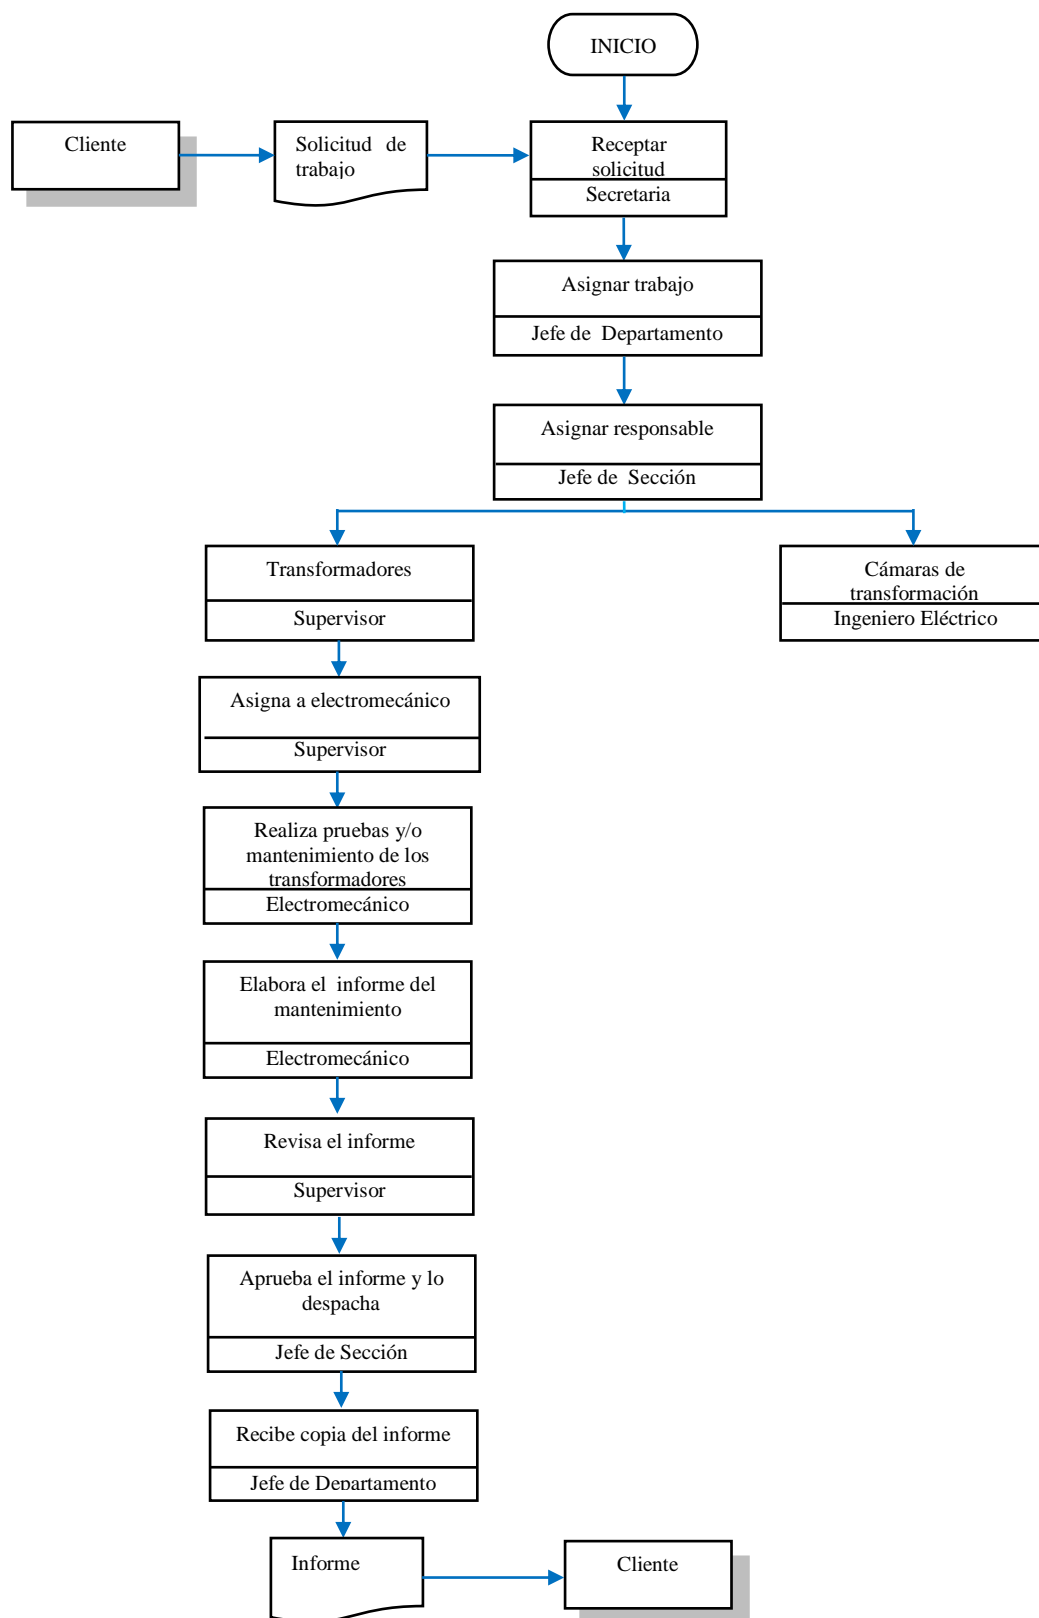 INICIO
Cliente
Solicitud de
trabajo
Receptar
solicitud
Secretaria
Asignar trabajo
Jefe de Departamento
Asignar responsable
Jefe de Sección
Transformadores
Supervisor
Cámaras de
transformación
Ingeniero Eléctrico
Asigna a electromecánico
Supervisor
Realiza pruebas y/o
mantenimiento de los
transformadores
Electromecánico
Elabora el informe del
mantenimiento
Electromecánico
Revisa el informe
Supervisor
Aprueba el informe y lo
despacha
Jefe de Sección
Recibe copia del informe
Jefe de Departamento
Informe
Cliente